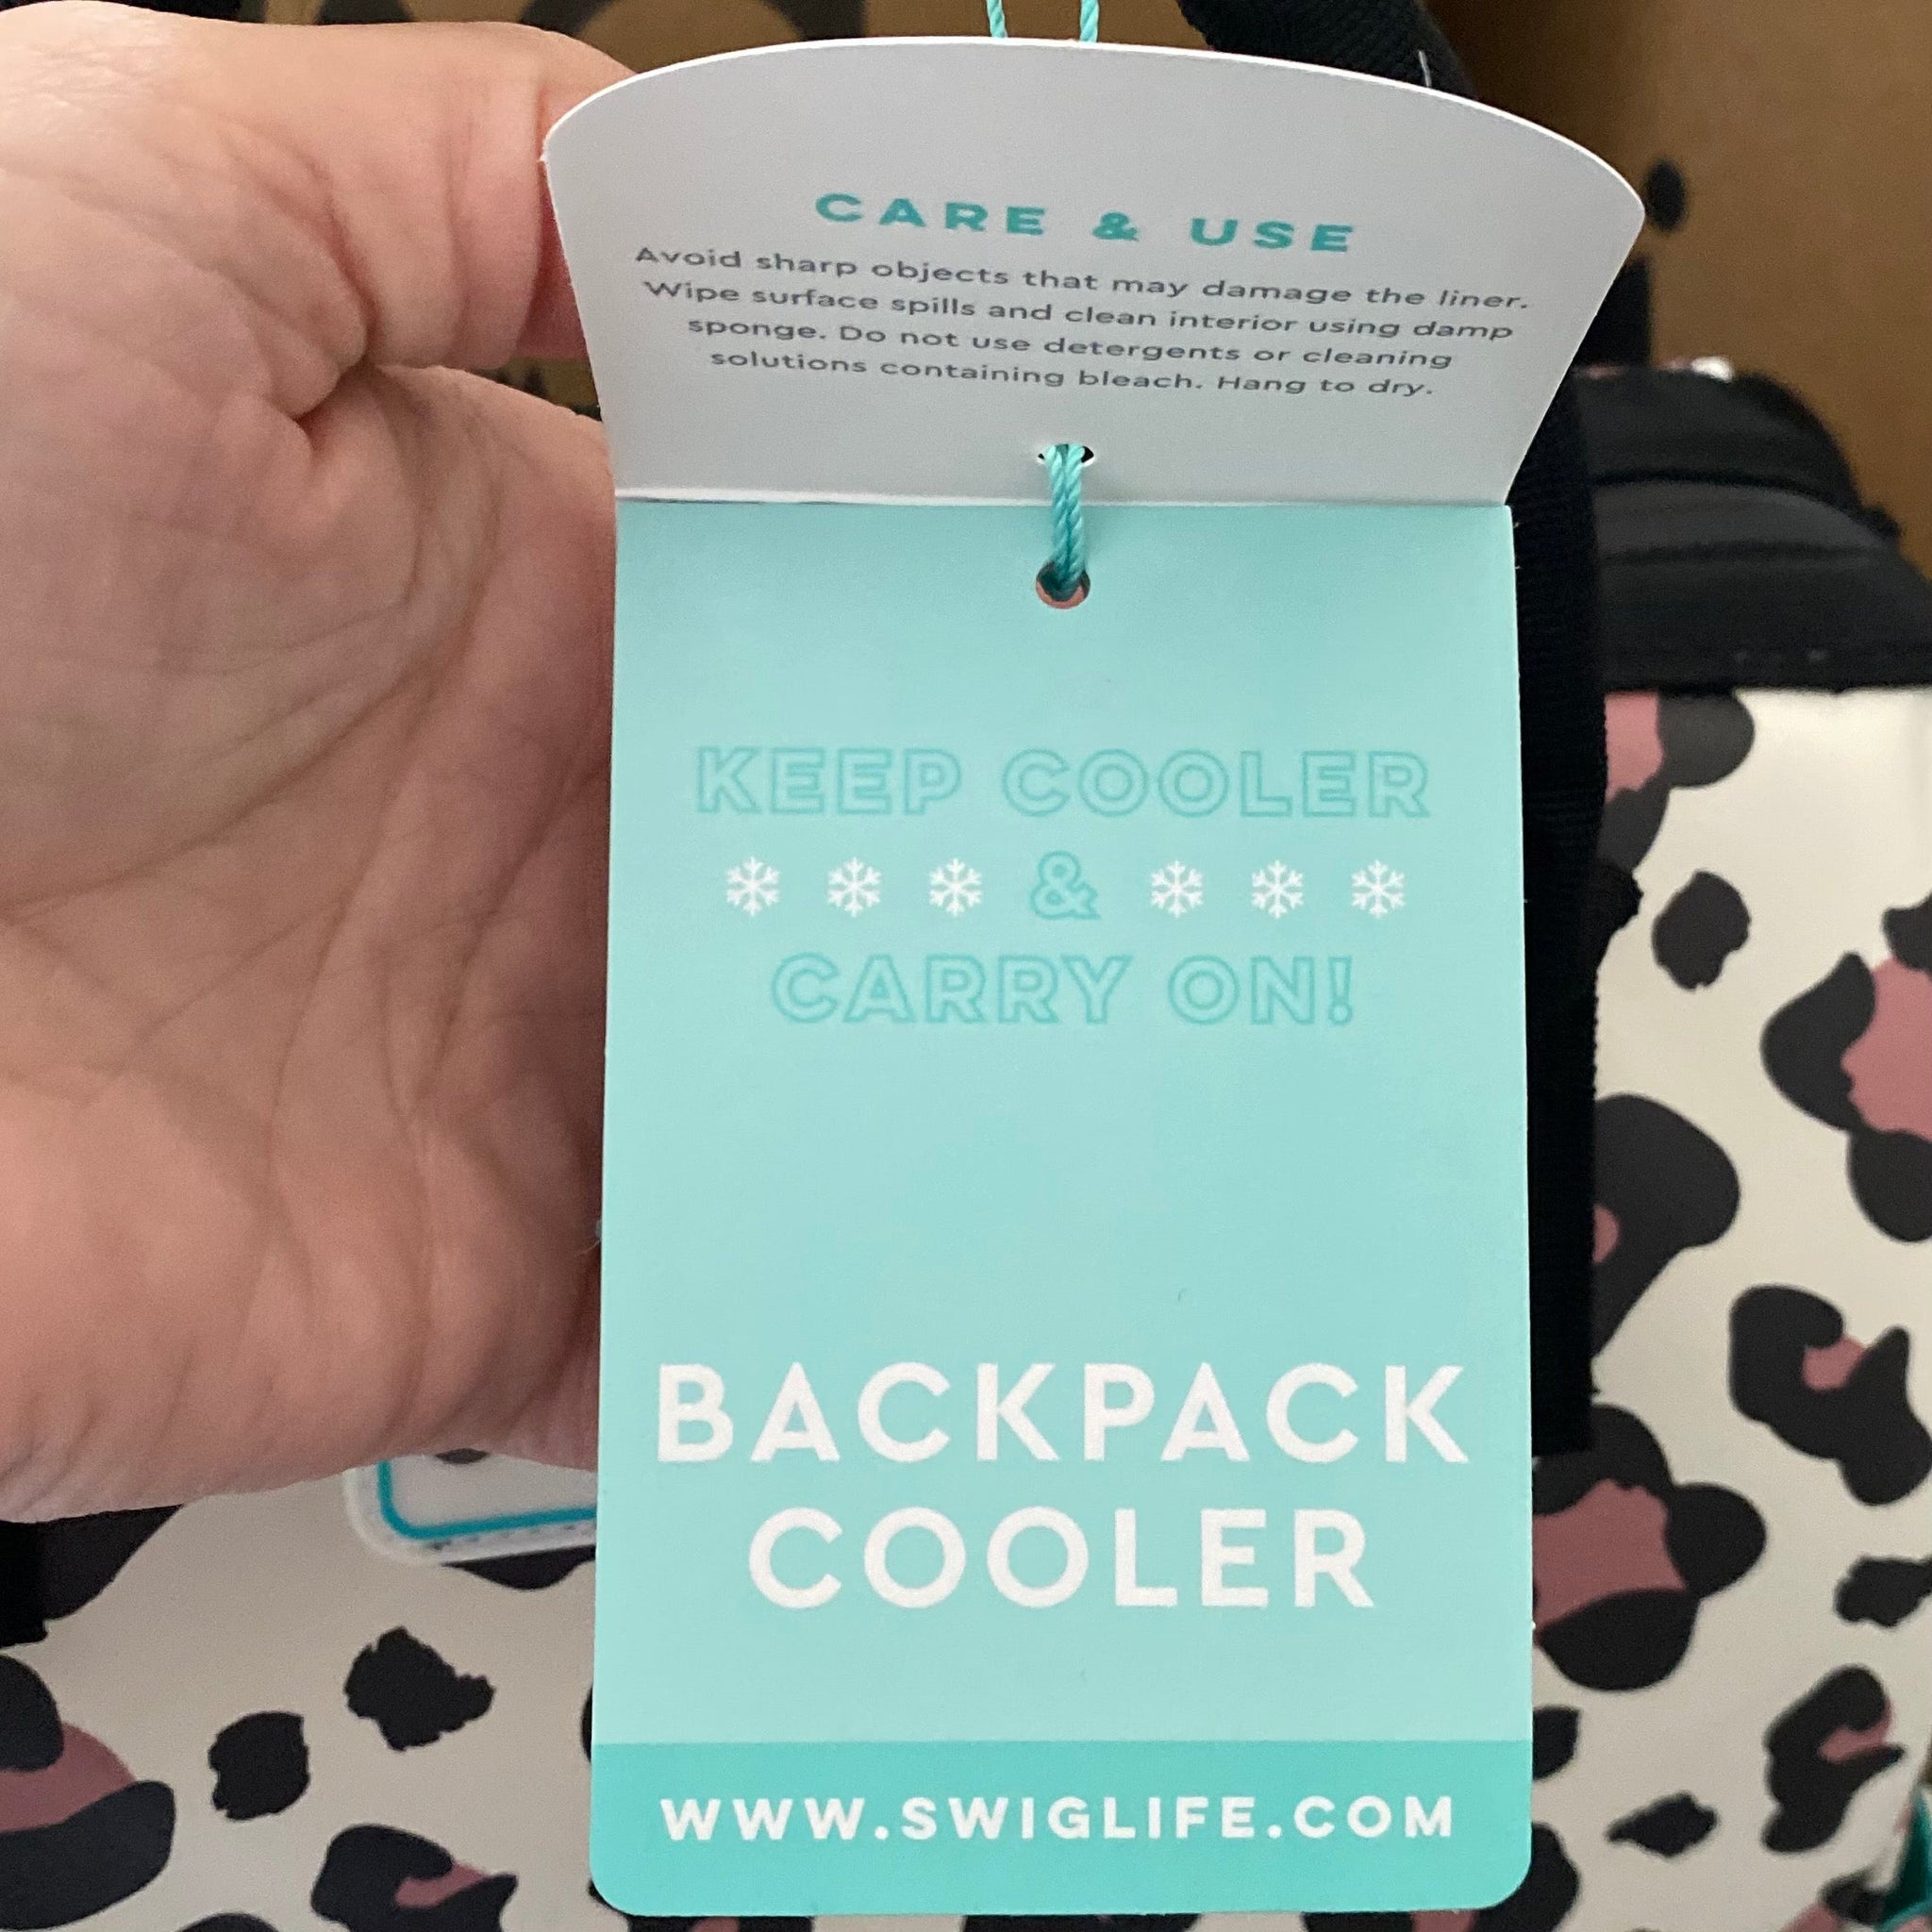 CARE & USE
Avoid sharp objects that may damage the liner.
Wipe surface spills and clean interior using damp
sponge. Do not use detergents or cleaning
solutions containing bleach. Hang to dry.
KEEP COOLER
&
CARRY ON!
BACKPACK
COOLER
WWW.SWIGLIFE.COM